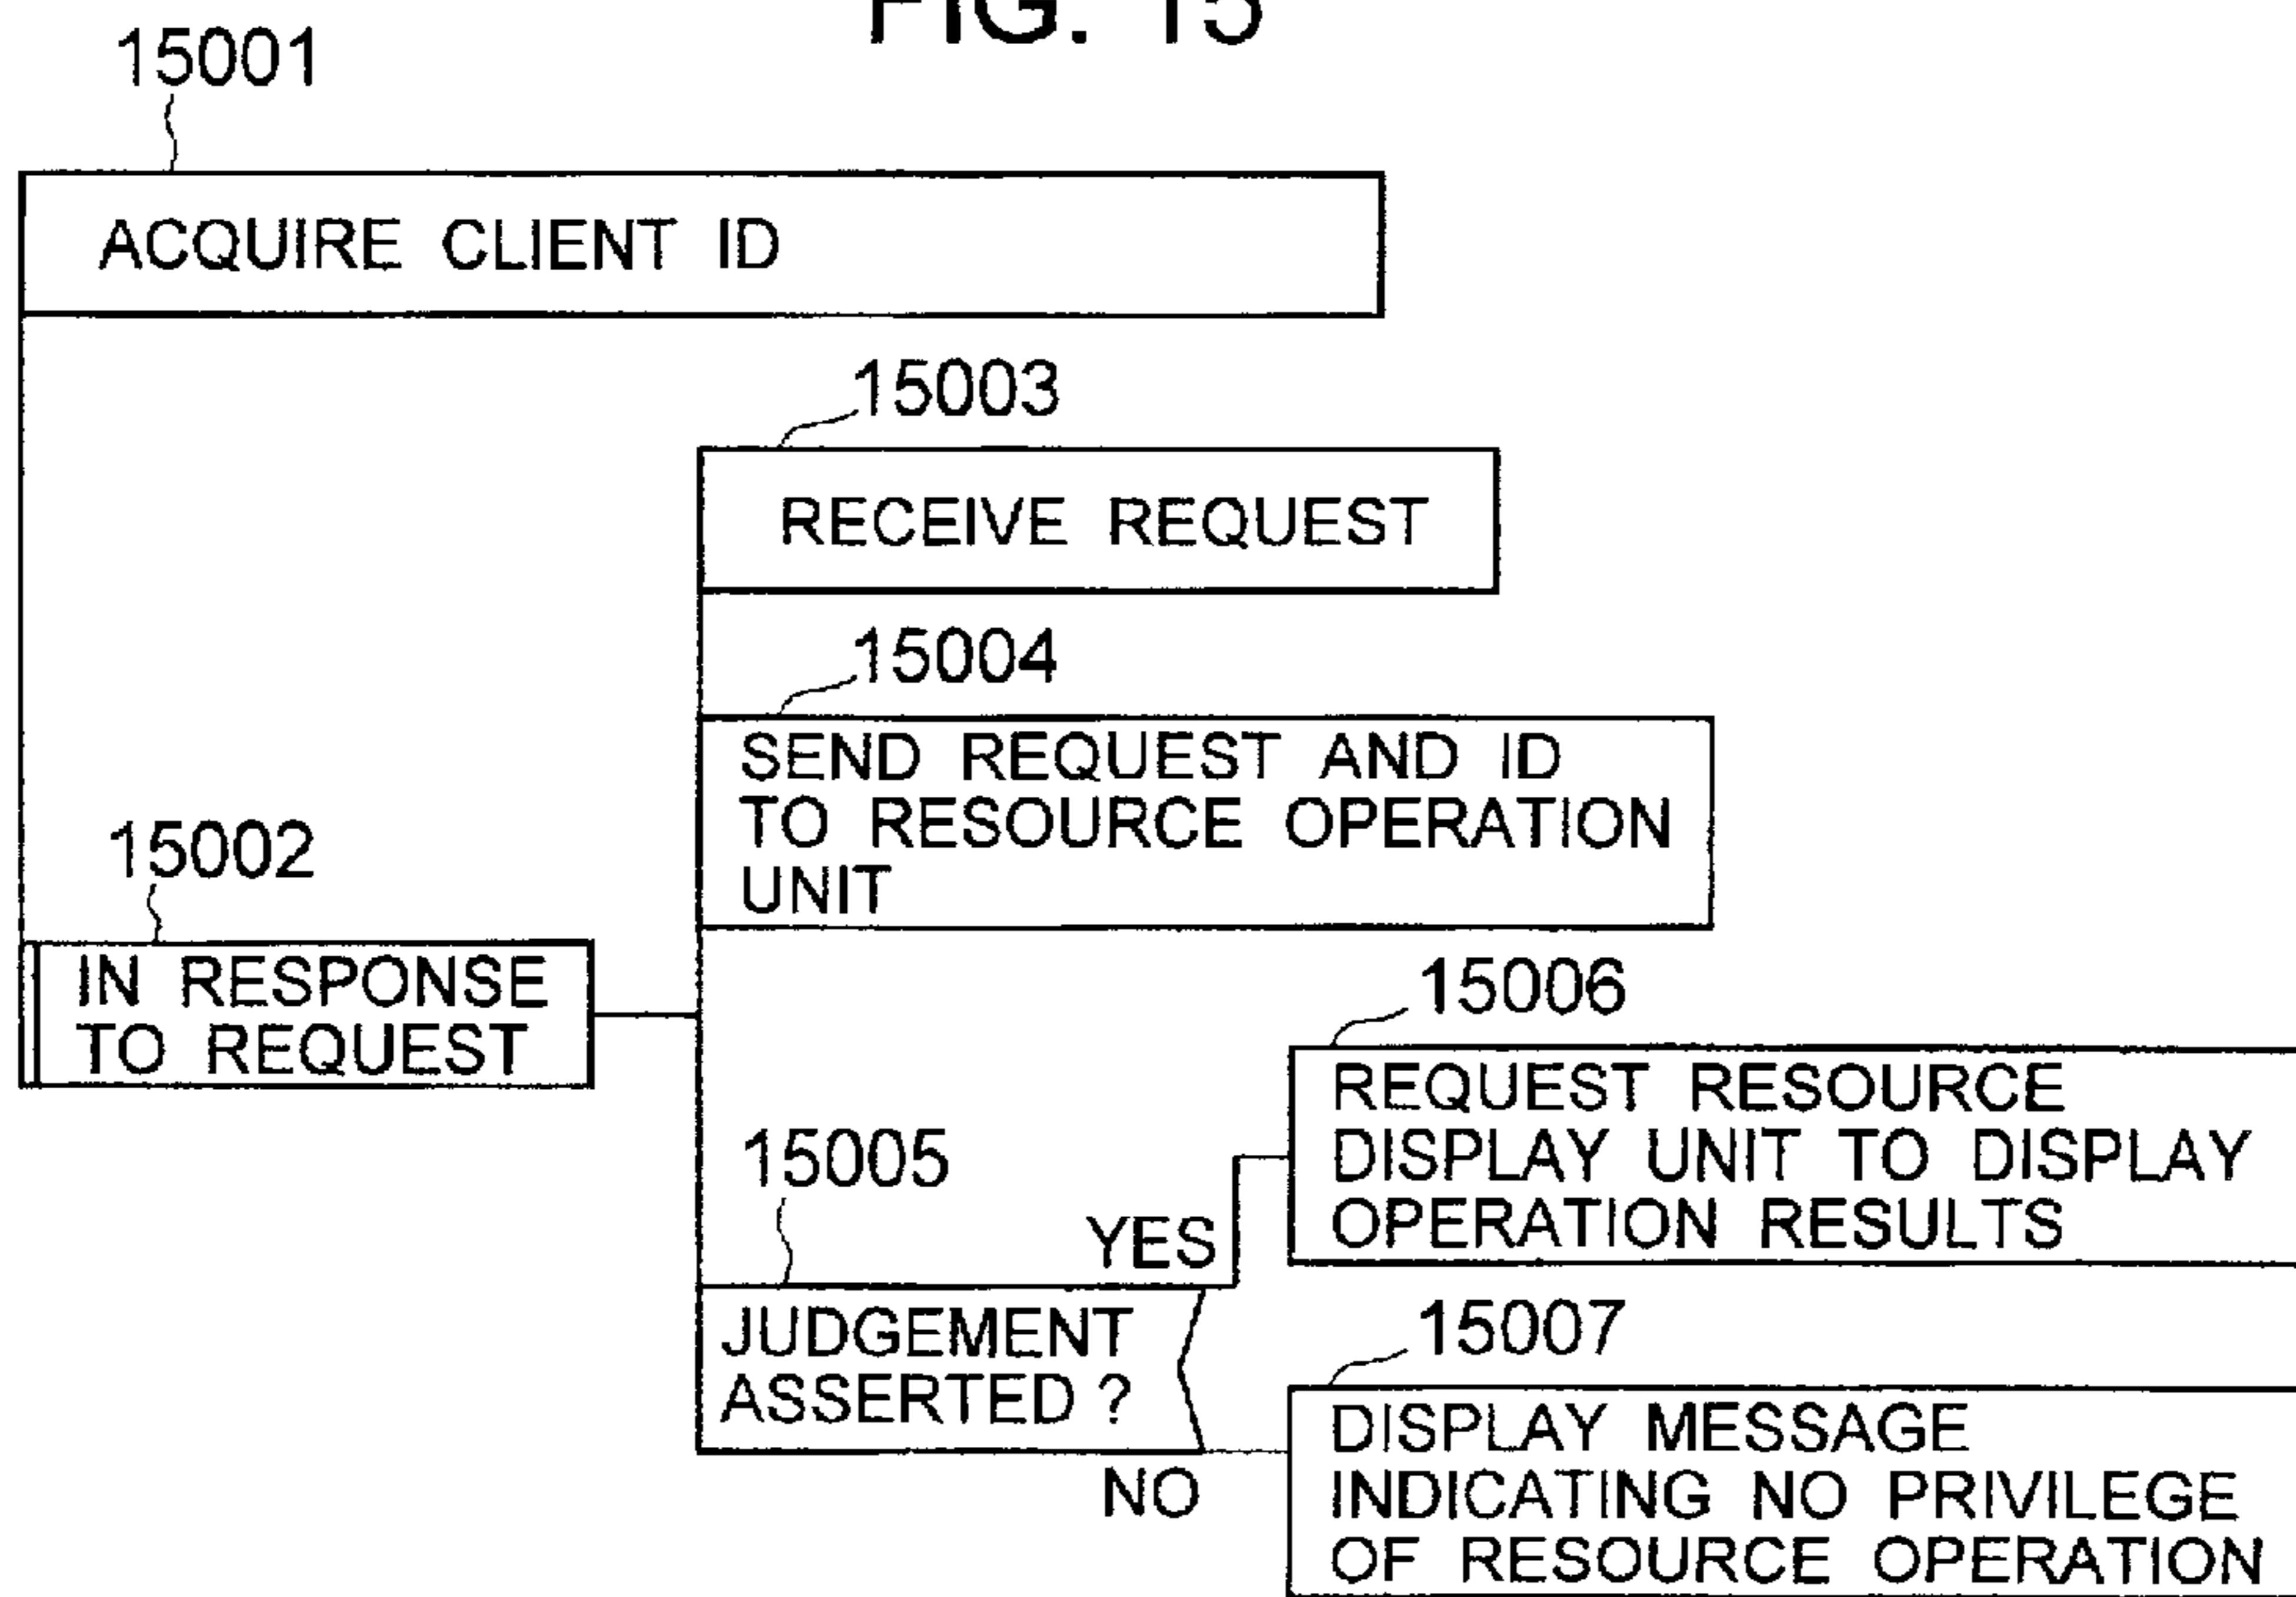 FIG. 15
15001
ACQUIRE CLIENT ID
15003
RECEIVE REQUEST
15004
SEND REQUEST AND ID
TO RESOURCE OPERATION
UNIT
15002
IN RESPONSE
TO REQUEST
15006
REQUEST RESOURCE
DISPLAY UNIT TO DISPLAY
OPERATION RESULTS
15005
YES
JUDGEMENT
ASSERTED ?
NO
15007
DISPLAY MESSAGE
INDICATING NO PRIVILEGE
OF RESOURCE OPERATION